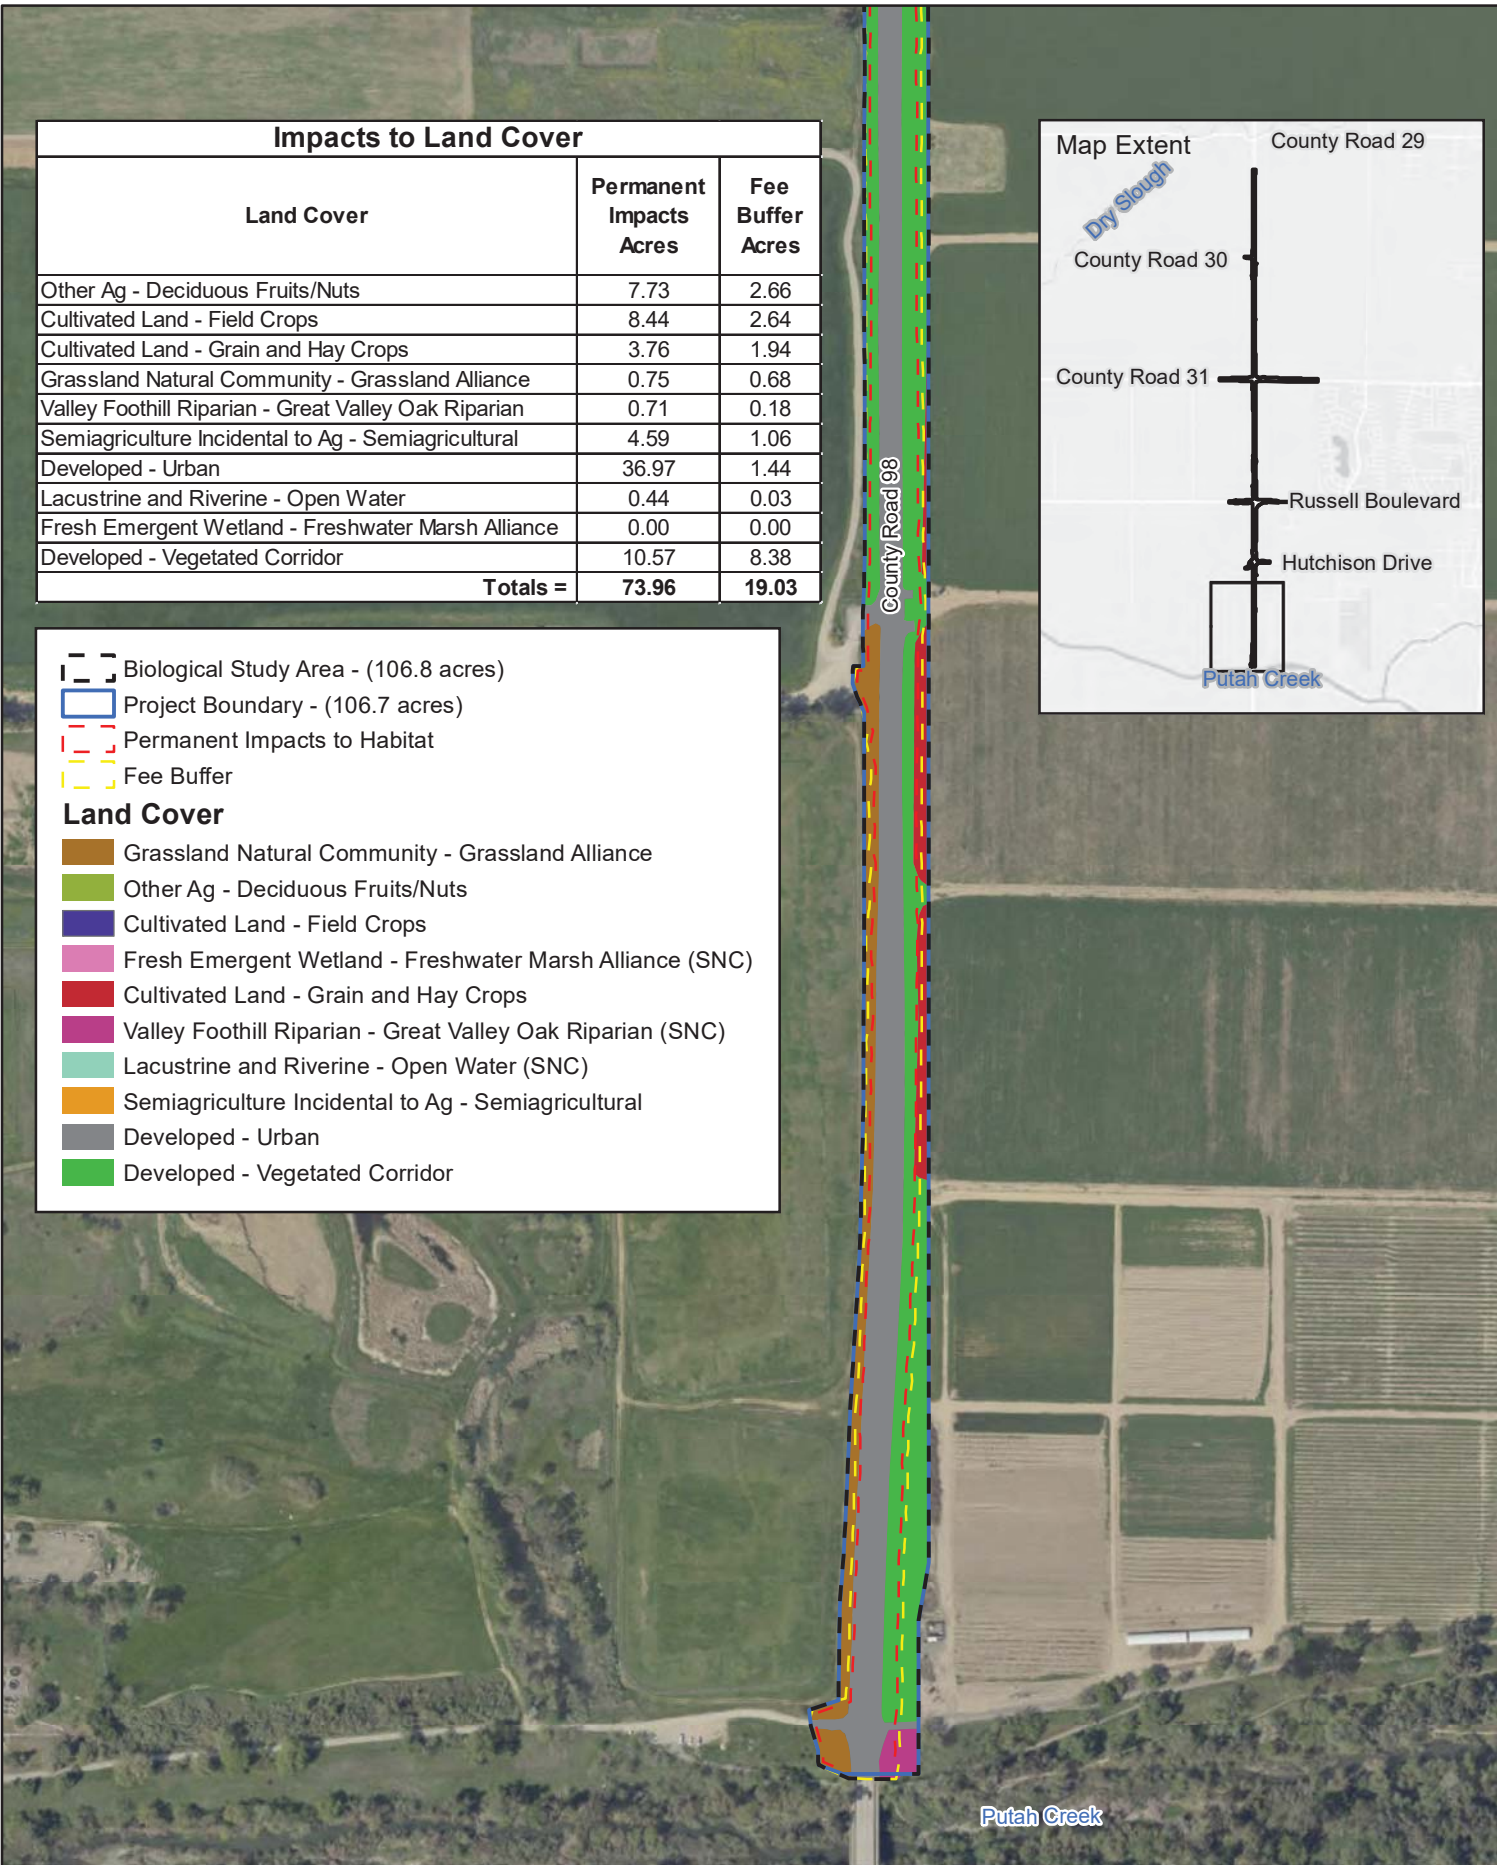 Impacts to Land Cover
Land Cover
Permanent
Impacts
Acres
Fee
Buffer
Acres
Other Ag - Deciduous Fruits/Nuts 7.73 2.66
Cultivated Land - Field Crops 8.44 2.64
Cultivated Land - Grain and Hay Crops 3.76 1.94
Grassland Natural Community - Grassland Alliance 0.75 0.68
Valley Foothill Riparian - Great Valley Oak Riparian 0.71 0.18
Semiagriculture Incidental to Ag - Semiagricultural 4.59 1.06
Developed - Urban 36.97 1.44
Lacustrine and Riverine - Open Water 0.44 0.03
Fresh Emergent Wetland - Freshwater Marsh Alliance 0.00 0.00
Developed - Vegetated Corridor 10.57 8.38
Totals = 73.96 19.03
Biological Study Area - (106.8 acres)
Project Boundary - (106.7 acres)
Permanent Impacts to Habitat
Fee Buffer
Land Cover
Grassland Natural Community - Grassland Alliance
Other Ag - Deciduous Fruits/Nuts
Cultivated Land - Field Crops
Fresh Emergent Wetland - Freshwater Marsh Alliance (SNC)
Cultivated Land - Grain and Hay Crops
Valley Foothill Riparian - Great Valley Oak Riparian (SNC)
Lacustrine and Riverine - Open Water (SNC)
Semiagriculture Incidental to Ag - Semiagricultural
Developed - Urban
Developed - Vegetated Corridor
County Road 98
Map Extent
County Road 29
Dry Slough
County Road 30
County Road 31
Russell Boulevard
Hutchison Drive
Putah Creek
Putah Creek